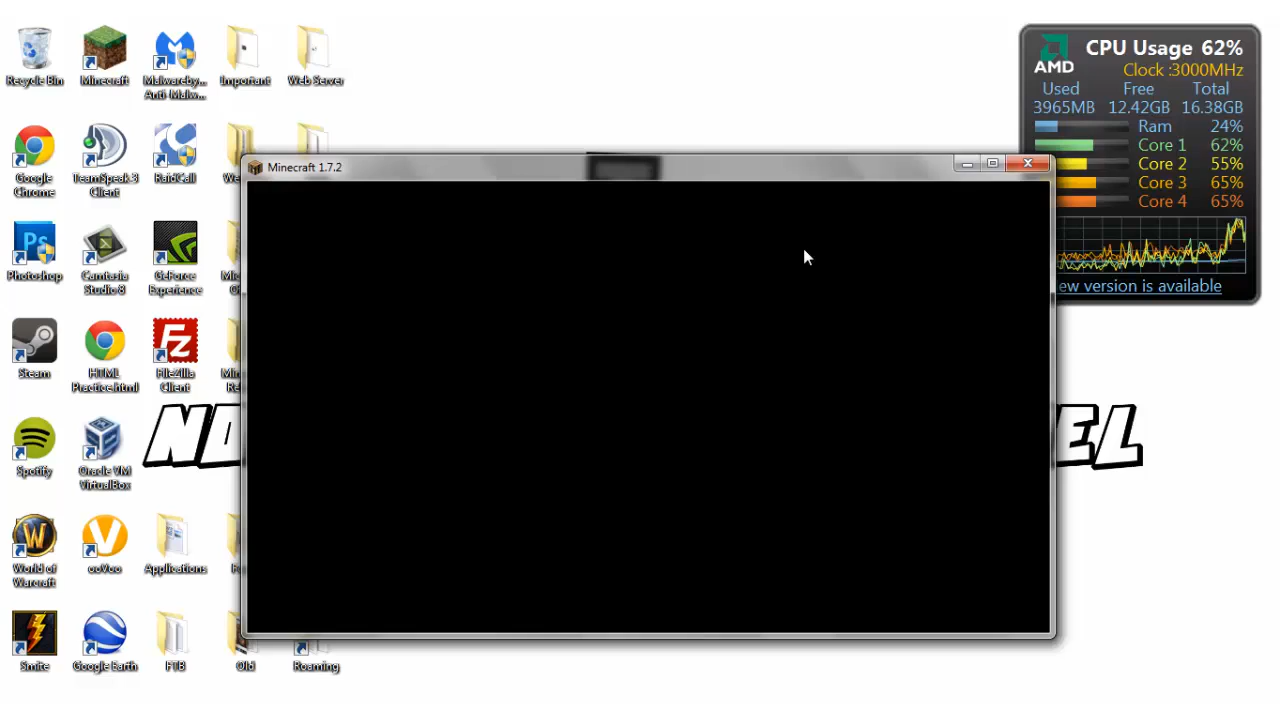 Recycle Bin
Minecraft
Malwareby...
Anti-Malw...
Important
Web Server
Google
Chrome
TeamSpeak 3
Client
RaidCall
Photoshop
Camtasia
Studio 8
GeForce
Experience
Steam
HTML
Practice.html
FileZilla
Client
Spotify
Oracle VM
VirtualBox
World of
Warcraft
ooVoo
Applications
Smite
Google Earth
FTB
Old
Roaming
Minecraft 1.7.2
AMD
CPU Usage 62%
Clock :3000MHz
Used Free Total
3965MB 12.42GB 16.38GB
Ram 24%
Core 1 62%
Core 2 55%
Core 3 65%
Core 4 65%
ew version is available
EL